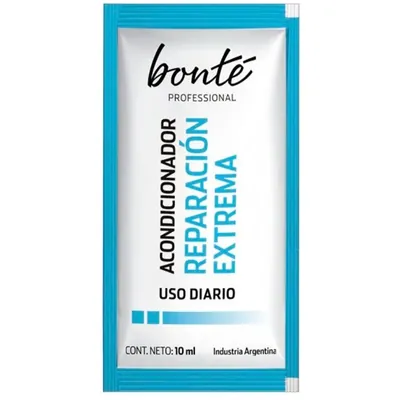 bonté
PROFESSIONAL
ACONDICIONADOR
REPARACIÓN
EXTREMA
USO DIARIO
CONT. NETO: 10 ml
Industria Argentina